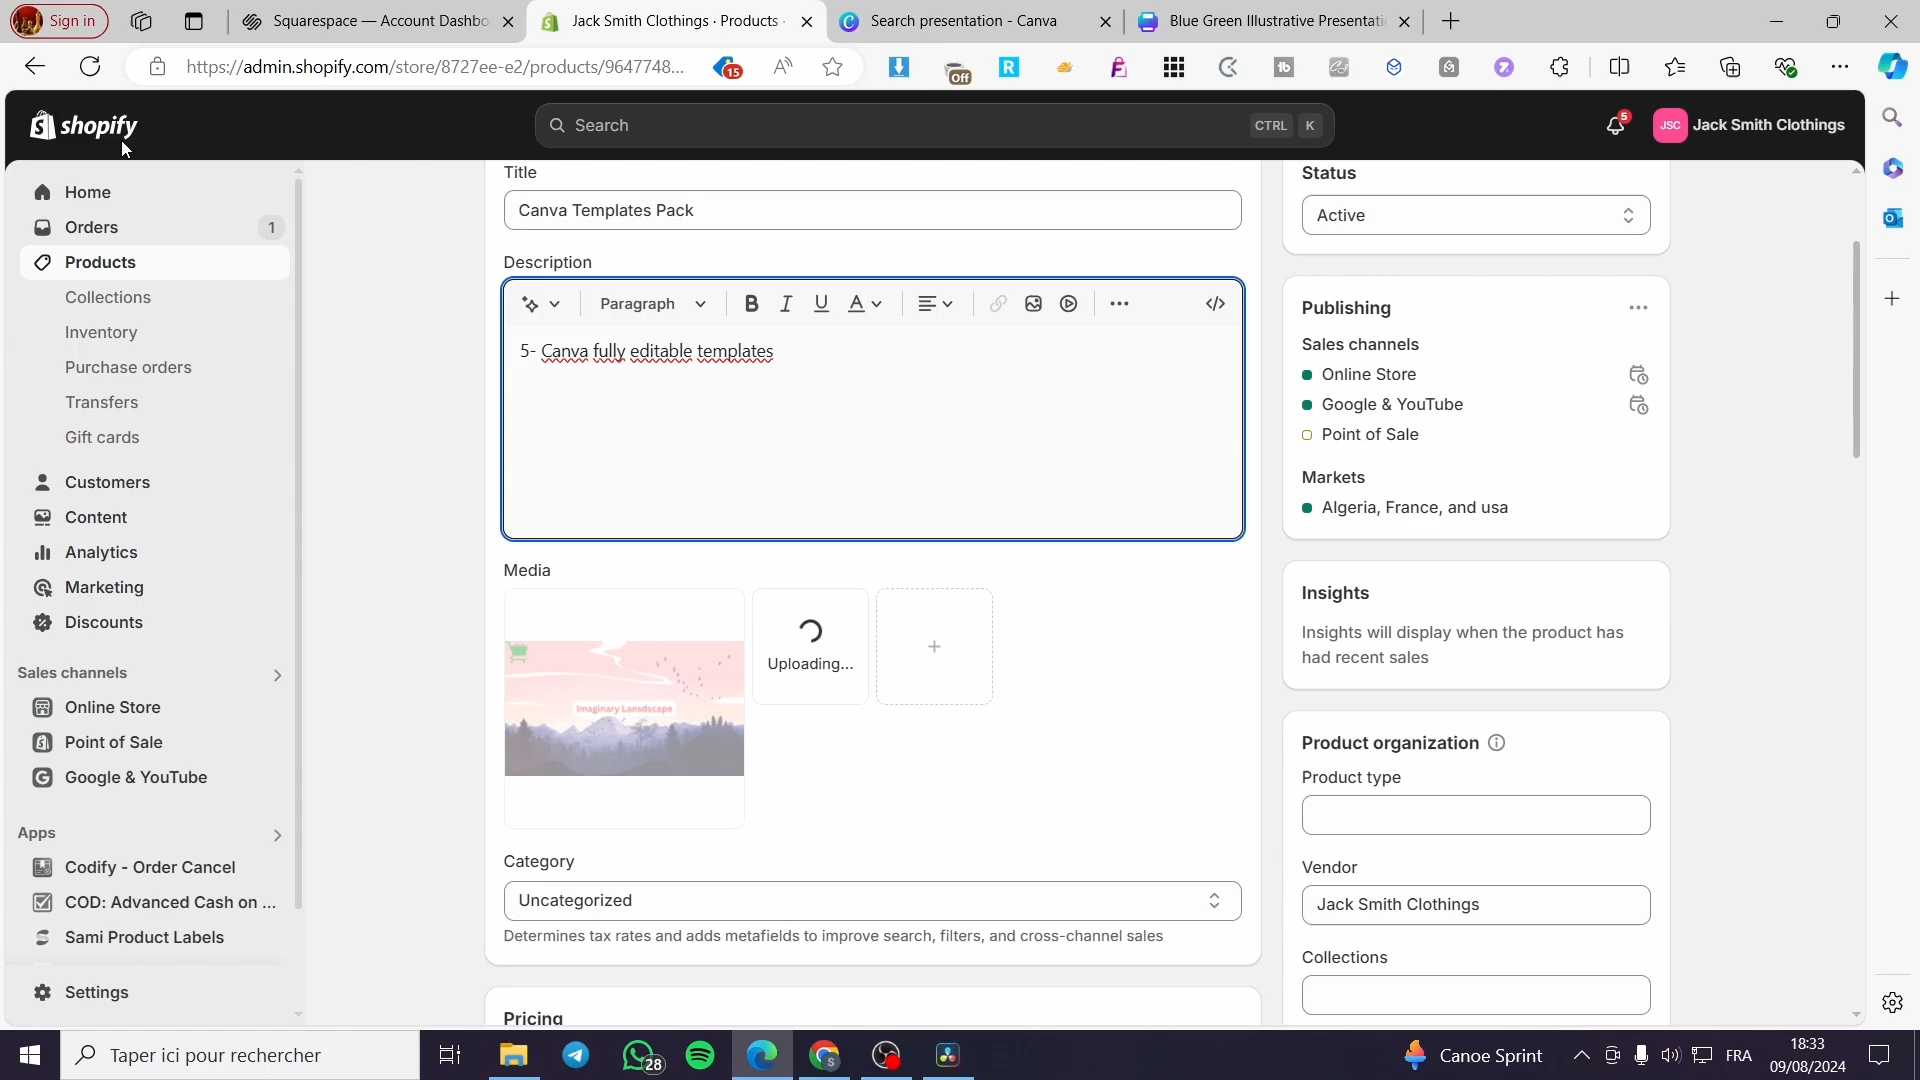 Sign in
Squarespace — Account Dashbo
Jack Smith Clothings · Products ·
Search presentation - Canva
Blue Green Illustrative Presentati
https://admin.shopify.com/store/8727ee-e2/products/9647748...
15
Off
shopify
Search
CTRL K
5
JSC
Jack Smith Clothings
Home
Orders
1
Products
Collections
Inventory
Purchase orders
Transfers
Gift cards
Customers
Content
Analytics
Marketing
Discounts
Sales channels
Online Store
Point of Sale
Google & YouTube
Apps
Codify - Order Cancel
COD: Advanced Cash on ...
Sami Product Labels
Settings
Title
Canva Templates Pack
Description
Paragraph
B I U A
5- Canva fully editable templates
Media
Imaginary Lansdscape
Uploading...
Category
Uncategorized
Determines tax rates and adds metafields to improve search, filters, and cross-channel sales
Pricing
Status
Active
Publishing
Sales channels
Online Store
Google & YouTube
Point of Sale
Markets
Algeria, France, and usa
Insights
Insights will display when the product has
had recent sales
Product organization
Product type
Vendor
Jack Smith Clothings
Collections
Taper ici pour rechercher
28
Canoe Sprint
FRA
18:33
09/08/2024